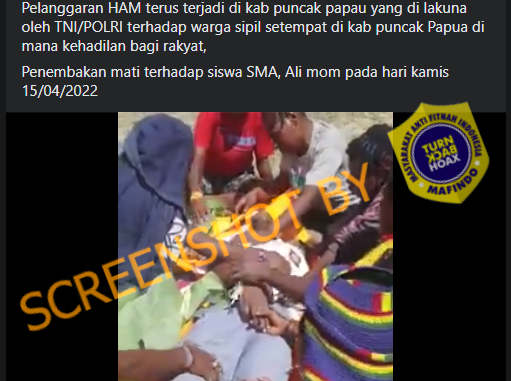 Pelanggaran HAM terus terjadi di kab puncak papau yang di lakuna
oleh TNI/POLRI terhadap warga sipil setempat di kab puncak Papua di
mana kehadilan bagi rakyat,
Penembakan mati terhadap siswa SMA, Ali mom pada hari kamis
15/04/2022
SCREENSHOT BY
MASYARAKAT ANTI FITNAH INDONESIA
TURN
BACK
HOAX
MAFINDO